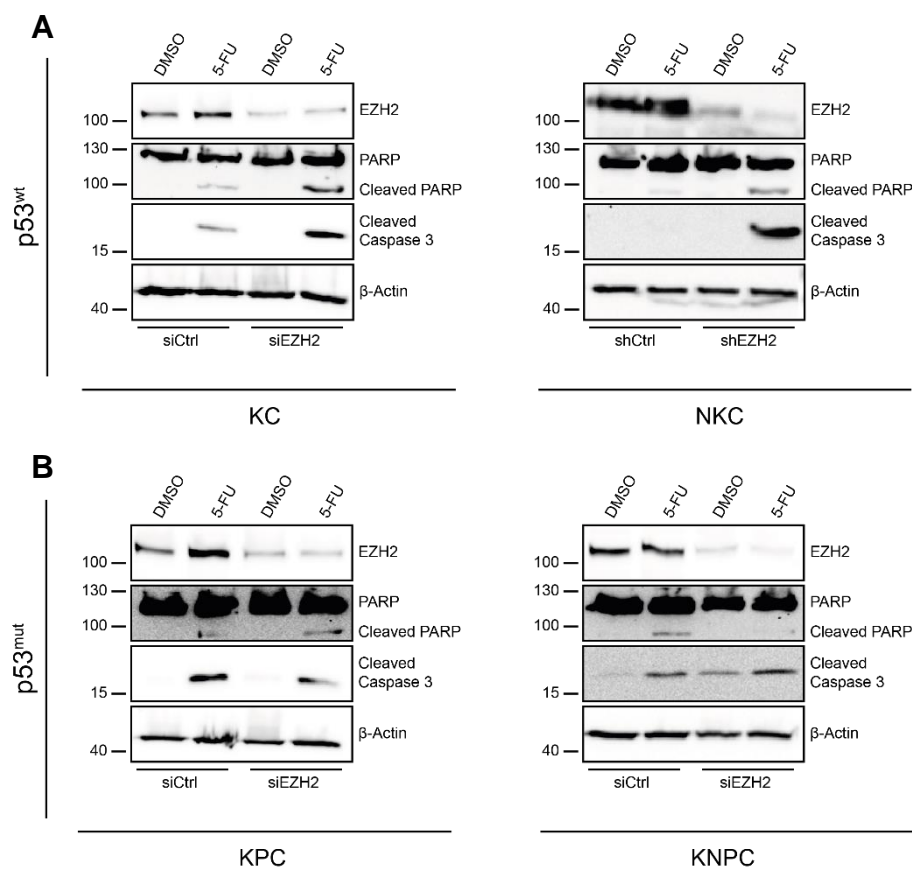 A
p53wt
DMSO 5-FU DMSO 5-FU
EZH2
100
130
PARP
100
Cleaved PARP
Cleaved
Caspase 3
15
β-Actin
40
siCtrl siEZH2
KC
DMSO 5-FU DMSO 5-FU
EZH2
100
130
PARP
100
Cleaved PARP
Cleaved
Caspase 3
15
β-Actin
40
shCtrl shEZH2
NKC
B
p53mut
DMSO 5-FU DMSO 5-FU
EZH2
100
130
PARP
100
Cleaved PARP
Cleaved
Caspase 3
15
β-Actin
40
siCtrl siEZH2
KPC
DMSO 5-FU DMSO 5-FU
EZH2
100
130
PARP
100
Cleaved PARP
Cleaved
Caspase 3
15
β-Actin
40
siCtrl siEZH2
KNPC